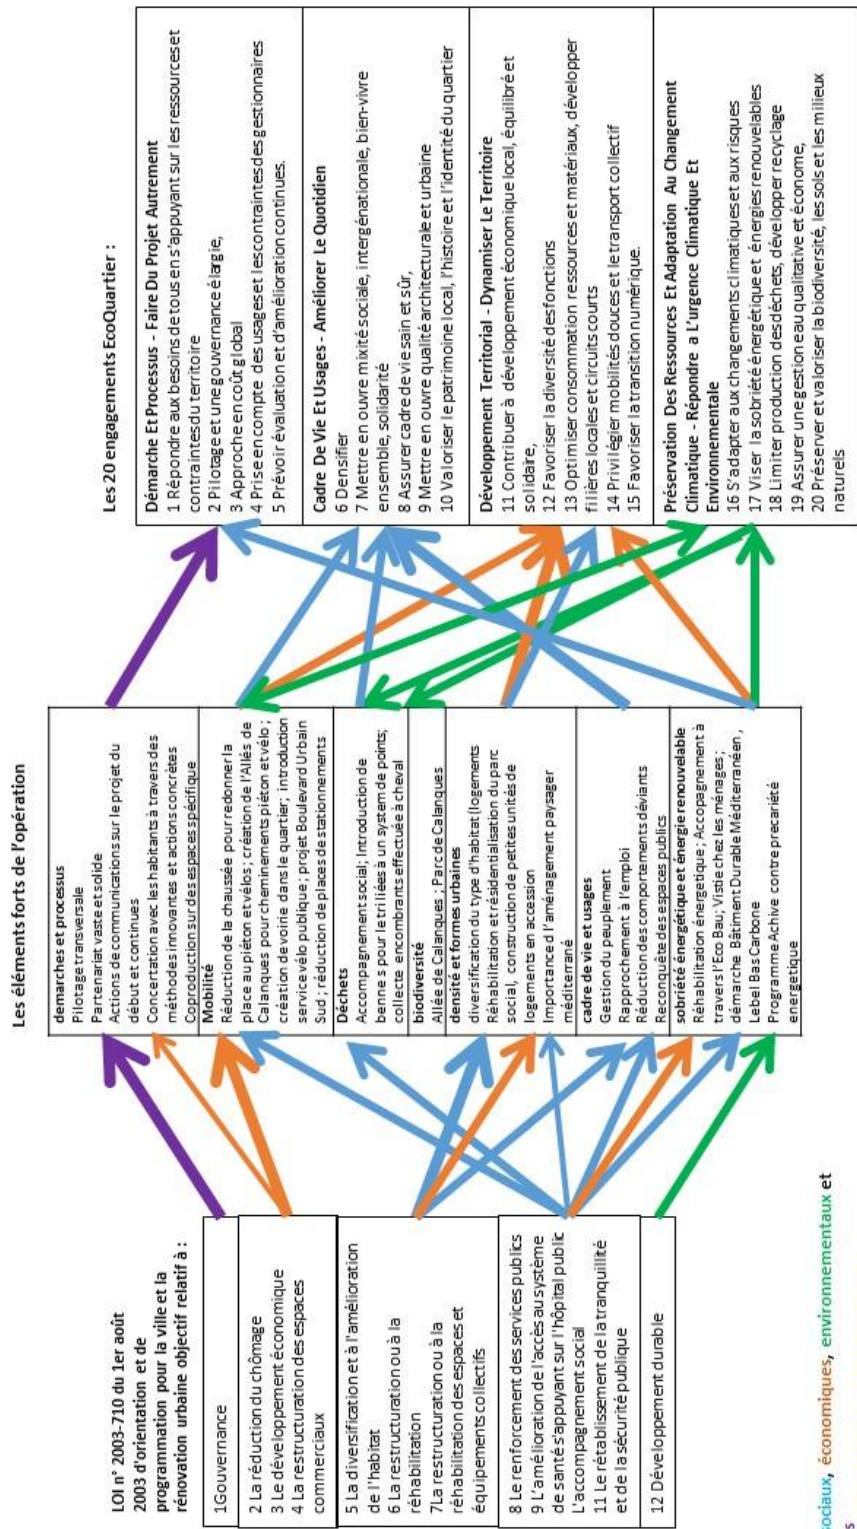 LOI n° 2003-710 du 1er août
2003 d'orientation et de
programmation pour la ville et la
rénovation urbaine objectif relatif à :
1Gouvernance
2 La réduction du chômage
3 Le développement économique
4 La restructuration des espaces
commerciaux
5 La diversification et à l'amélioration
de l'habitat
6 La restructuration ou à la
réhabilitation
7La restructuration ou à la
réhabilitation des espaces et
équipements collectifs
8 Le renforcement des services publics
9 L'amélioration de l'accès au système
de santé s'appuyant sur l'hôpital public
L'accompagnement social
11 Le rétablissement de la tranquillité
et de la sécurité publique
12 Développement durable
Les éléments forts de l'opération
demarches et processus
Pilotage transversale
Partenariat vaste et solide
Actions de communications sur le projet du
début et continues
Concertation avec les habitants à travers des
méthodes innovantes et actions concrètes
Coproduction sur des espaces spécifique
Mobilité
Réduction de la chaussée pour redonner la
place au piéton et vélos ; création de l'Allés de
Calanques pour cheminements piéton et vélo ;
création de voirie dans le quartier; introduction
service vélo publique ; projet Boulevard Urbain
Sud ; réduction de places de stationnements
Déchets
Accompagnement social; Introduction de
bennes pour le tri liées à un system de points;
collecte encombrants effectuée à cheval
biodiversité
Allée de Calanques ; Parc de Calanques
densité et formes urbaines
diversification du type d'habitat (logements
Réhabilitation et résidentialisation du parc
social, construction de petites unités de
logements en accession
Importance d l'aménagement paysager
méditerrané
cadre de vie et usages
Gestion du peuplement
Rapprochement à l'emploi
Réduction des comportements déviants
Reconquête des espaces publics
sobriété énergétique et énergie renouvelable
Réhabilitation énergetique ; Accopagnement à
travers l'Eco Bau; Viste chez les ménages ;
démarche Bâtiment Durable Méditerranéen ,
Lebel Bas Carbone
Programme Achive contre precariété
energetique
Les 20 engagements EcoQuartier :
Démarche Et Processus - Faire Du Projet Autrement
1 Répondre aux besoins de tous en s'appuyant sur les ressources et
contraintes du territoire
2 Pilotage et une gouvernance élargie,
3 Approche en coût global
4 Prise en compte des usages et les contraintes des gestionnaires
5 Prévoir évaluation et d'amélioration continues.
Cadre De Vie Et Usages - Améliorer Le Quotidien
6 Densifier
7 Mettre en ouvre mixité sociale, intergénationale, bien-vivre
ensemble, solidarité
8 Assurer cadre de vie sain et sûr,
9 Mettre en ouvre qualité architecturale et urbaine
10 Valoriser le patrimoine local, l'histoire et l'identité du quartier
Développement Territorial - Dynamiser Le Territoire
11 Contribuer à développement économique local, équilibré et
solidaire,
12 Favoriser la diversité des fonctions
13 Optimiser consommation ressources et matériaux, développer
filières locales et circuits courts
14 Privilégier mobilités douces et le transport collectif
15 Favoriser la transition numérique.
Préservation Des Ressources Et Adaptation Au Changement
Climatique - Répondre a L'urgence Climatique Et
Environnementale
16 S'adapter aux changements climatiques et aux risques
17 Viser la sobriété énergétique et énergies renouvelables
18 Limiter production des déchets, développer recyclage
19 Assurer une gestion eau qualitative et économe,
20 Préserver et valoriser la biodiversité, les sols et les milieux
naturels
sociaux, économiques, environnementaux et